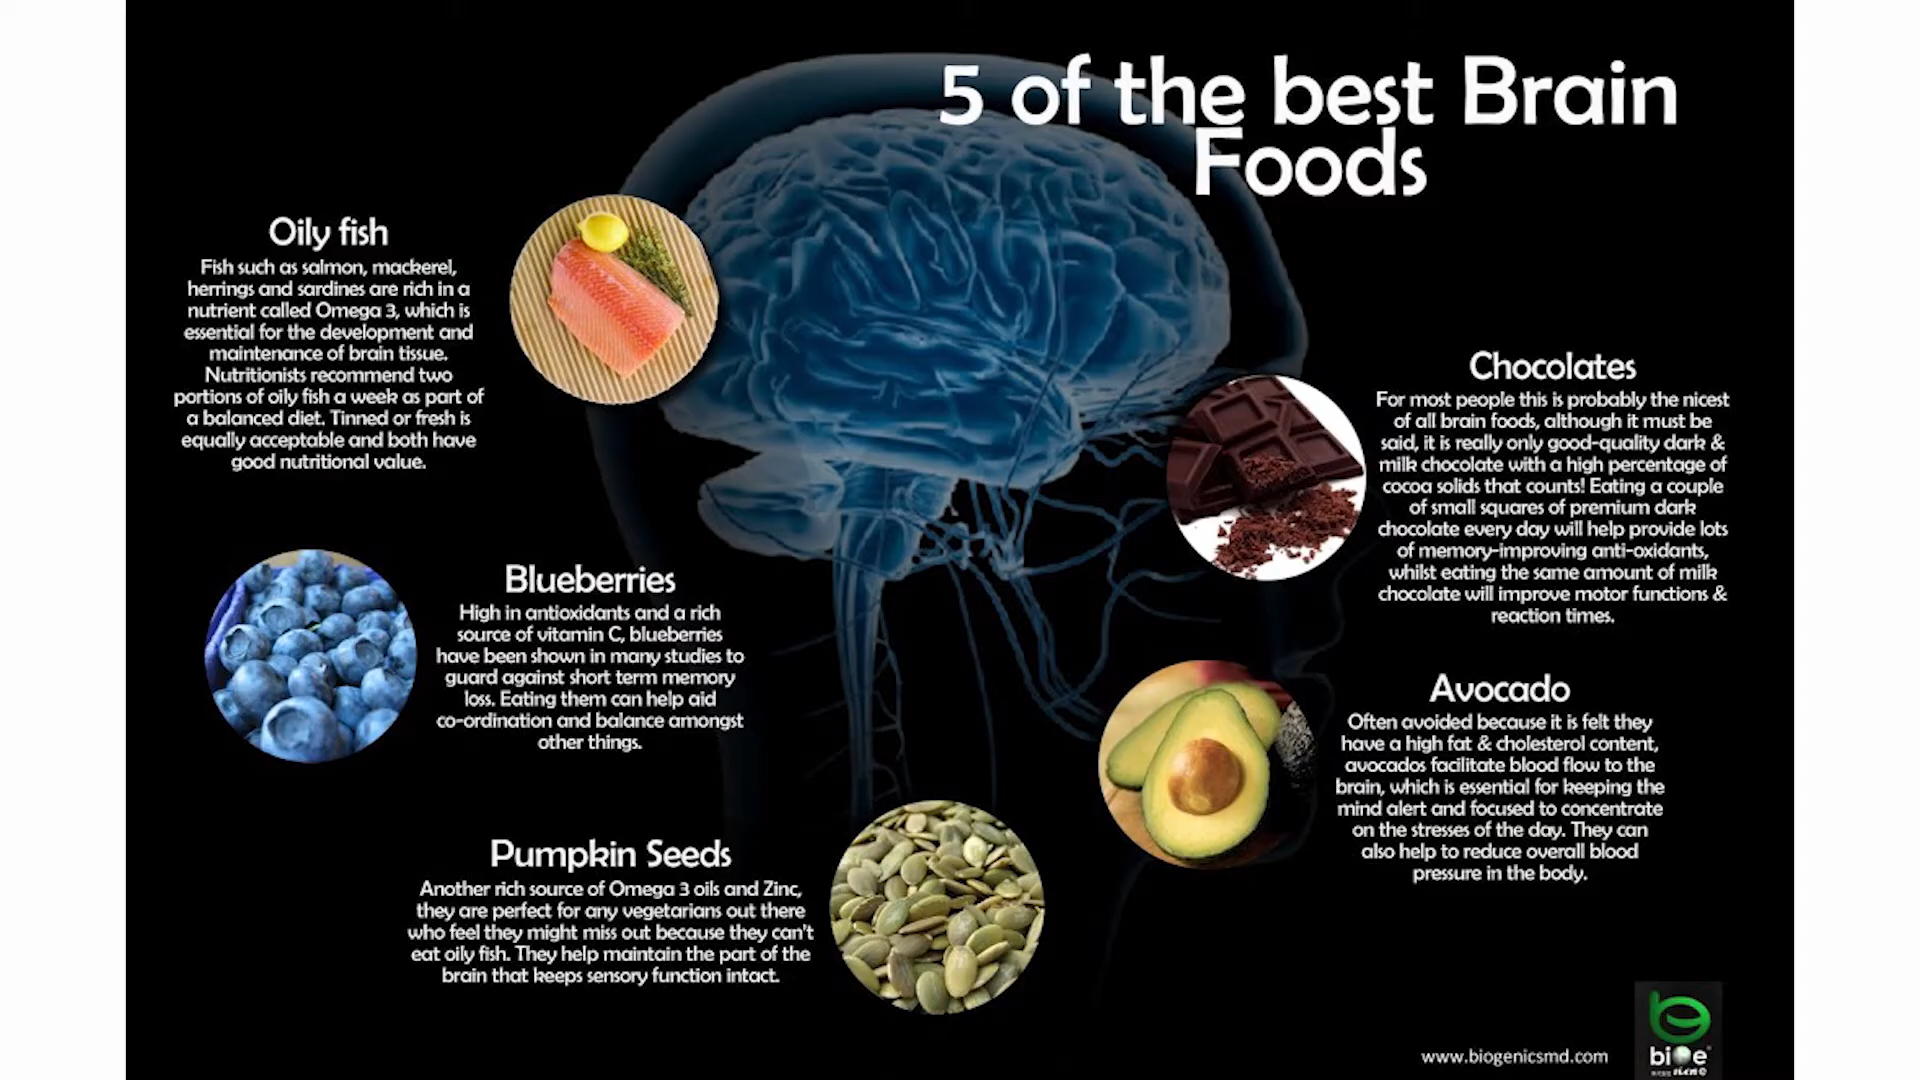 5 of the best Brain
Foods
Oily fish
Fish such as salmon, mackerel,
herrings and sardines are rich in a
nutrient called Omega 3, which is
essential for the development and
maintenance of brain tissue.
Nutritionists recommend two
portions of oily fish a week as part of
a balanced diet. Tinned or fresh is
equally acceptable and both have
good nutritional value.
Chocolates
For most people this is probably the nicest
of all brain foods, although it must be
said, it is really only good-quality dark &
milk chocolate with a high percentage of
cocoa solids that counts! Eating a couple
of small squares of premium dark
chocolate every day will help provide lots
of memory-improving anti-oxidants,
whilst eating the same amount of milk
chocolate will improve motor functions &
reaction times.
Blueberries
High in antioxidants and a rich
source of vitamin C, blueberries
have been shown in many studies to
guard against short term memory
loss. Eating them can help aid
co-ordination and balance amongst
other things.
Avocado
Often avoided because it is felt they
have a high fat & cholesterol content,
avocados facilitate blood flow to the
brain, which is essential for keeping the
mind alert and focused to concentrate
on the stresses of the day. They can
also help to reduce overall blood
pressure in the body.
Pumpkin Seeds
Another rich source of Omega 3 oils and Zinc,
they are perfect for any vegetarians out there
who feel they might miss out because they can't
eat oily fish. They help maintain the part of the
brain that keeps sensory function intact.
www.biogenicsmd.com